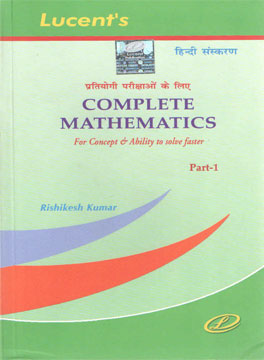 Lucent's
हिन्दी संस्करण
प्रतियोगी परीक्षाओं के लिए
COMPLETE
MATHEMATICS
For Concept & Ability to solve faster
Part-1
Rishikesh Kumar